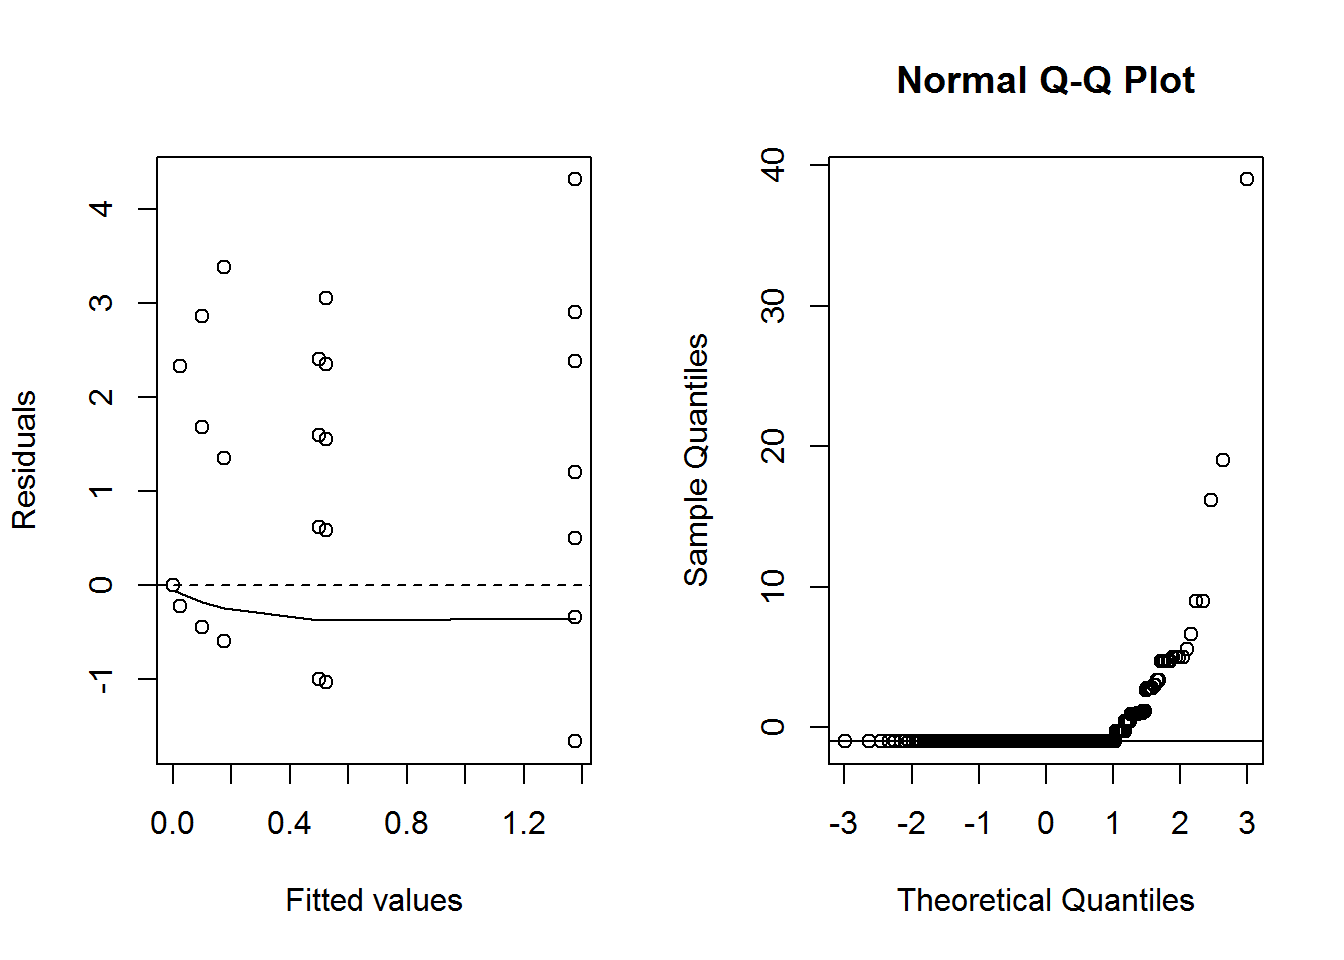 Residuals
4
3
2
1
0
-1
0.0 0.4 0.8 1.2
Fitted values
Normal Q-Q Plot
Sample Quantiles
40
30
20
10
0
-3 -2 -1 0 1 2 3
Theoretical Quantiles